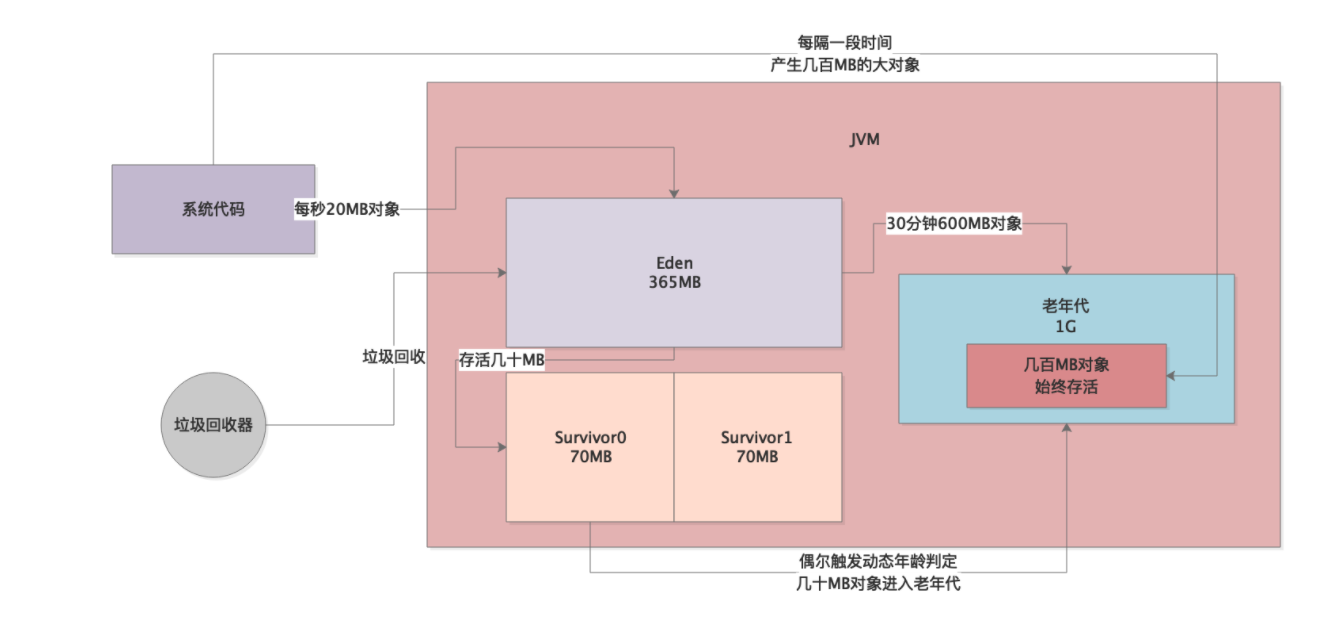 每隔一段时间
产生几百MB的大对象
JVM
系统代码
每秒20MB对象
30分钟600MB对象
Eden
365MB
老年代
1G
几百MB对象
始终存活
垃圾回收
存活几十MB
垃圾回收器
Survivor0
70MB
Survivor1
70MB
偶尔触发动态年龄判定
几十MB对象进入老年代